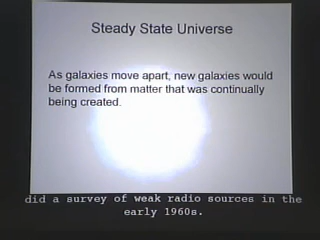 Steady State Universe
As galaxies move apart, new galaxies would
be formed from matter that was continually
being created.
did a survey of weak radio sources in the
early 1960s.